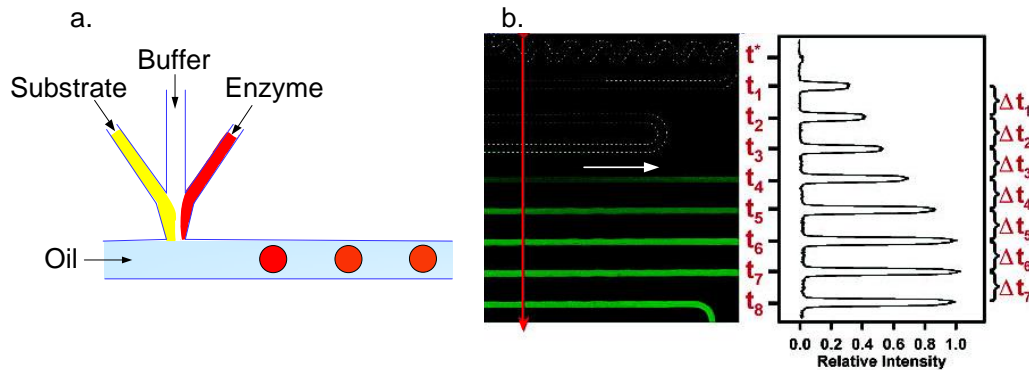 a.
Buffer
Substrate
Enzyme
Oil
b.
t*
t1
t2
t3
t4
t5
t6
t7
t8
Δt1
Δt2
Δt3
Δt4
Δt5
Δt6
Δt7
0.0 0.2 0.4 0.6 0.8 1.0
Relative Intensity